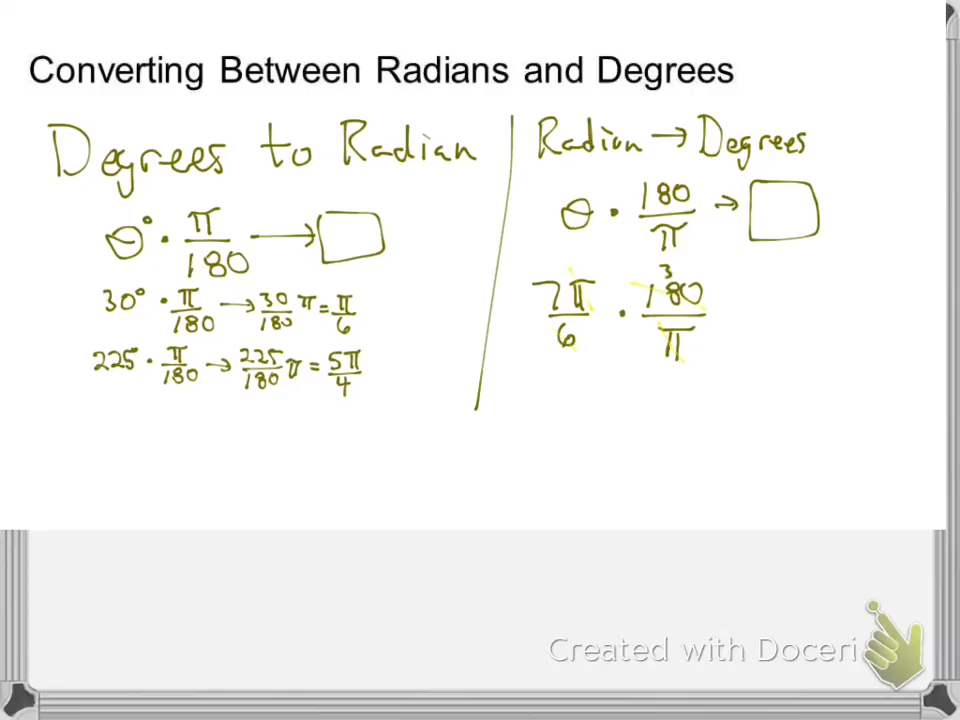 Converting Between Radians and Degrees
Degrees to Radian
θ° · π/180 → □
30° · π/180 → 30/180 π = π/6
225° · π/180 → 225/180 π = 5π/4
Radian → Degrees
θ · 180/π → □
7π/6 · 180/π
3
Created with Doceri